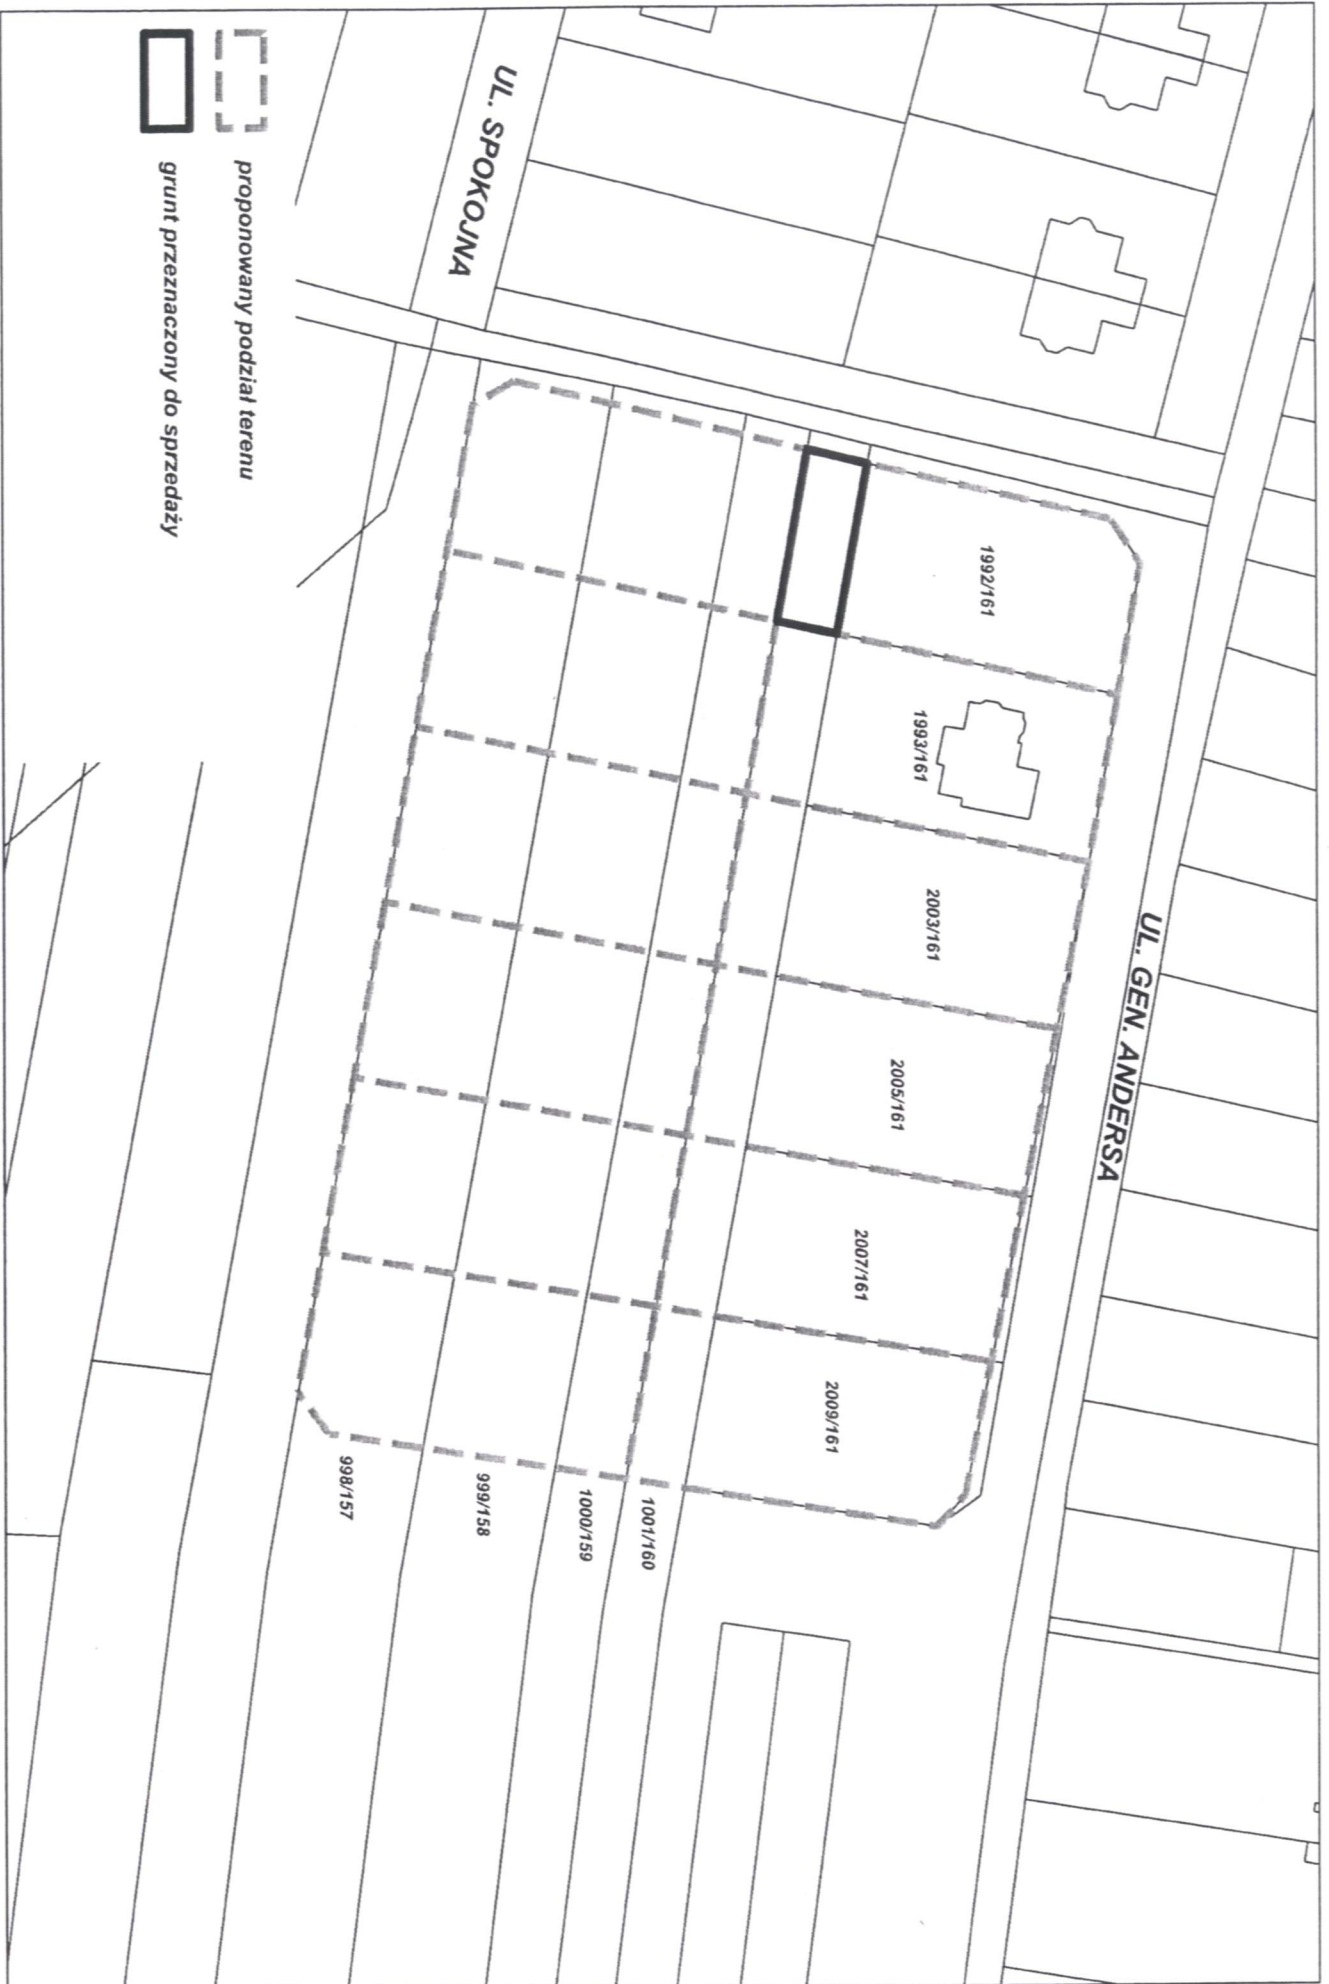 UL. GEN. ANDERSA
1992/161
1993/161
2003/161
2005/161
2007/161
2009/161
1001/160
1000/159
999/158
998/157
UL. SPOKOJNA
proponowany podział terenu
grunt przeznaczony do sprzedaży